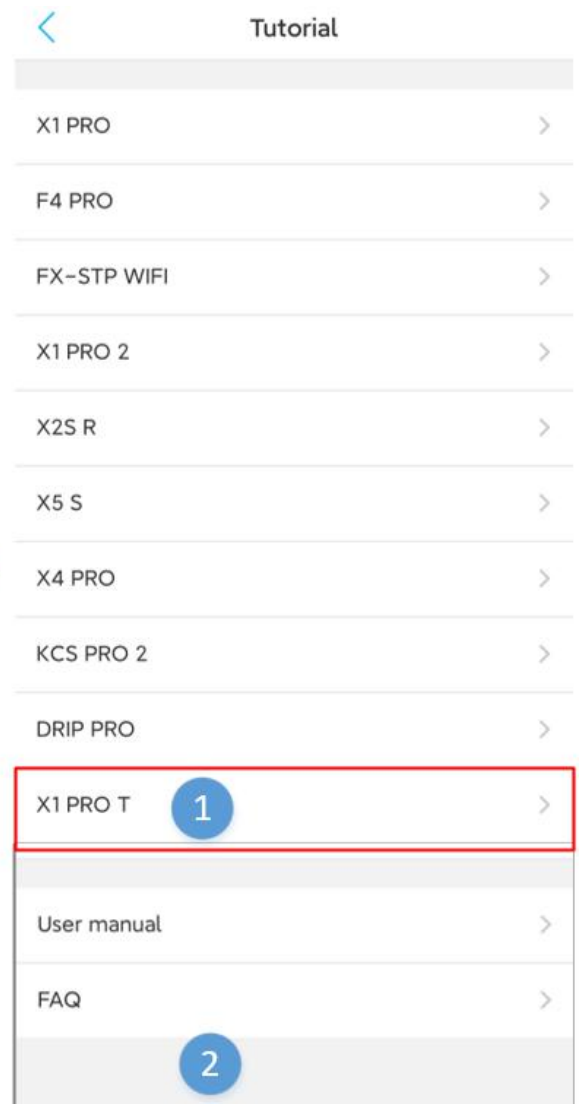 Tutorial
X1 PRO
F4 PRO
FX-STP WIFI
X1 PRO 2
X2S R
X5 S
X4 PRO
KCS PRO 2
DRIP PRO
X1 PRO T
1
User manual
FAQ
2